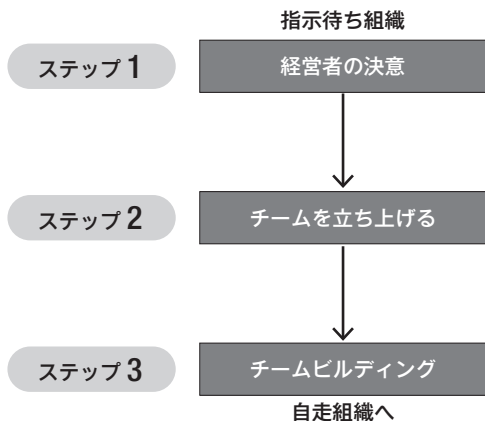 指示待ち組織
ステップ 1
経営者の決意
ステップ 2
チームを立ち上げる
ステップ 3
チームビルディング
自走組織へ